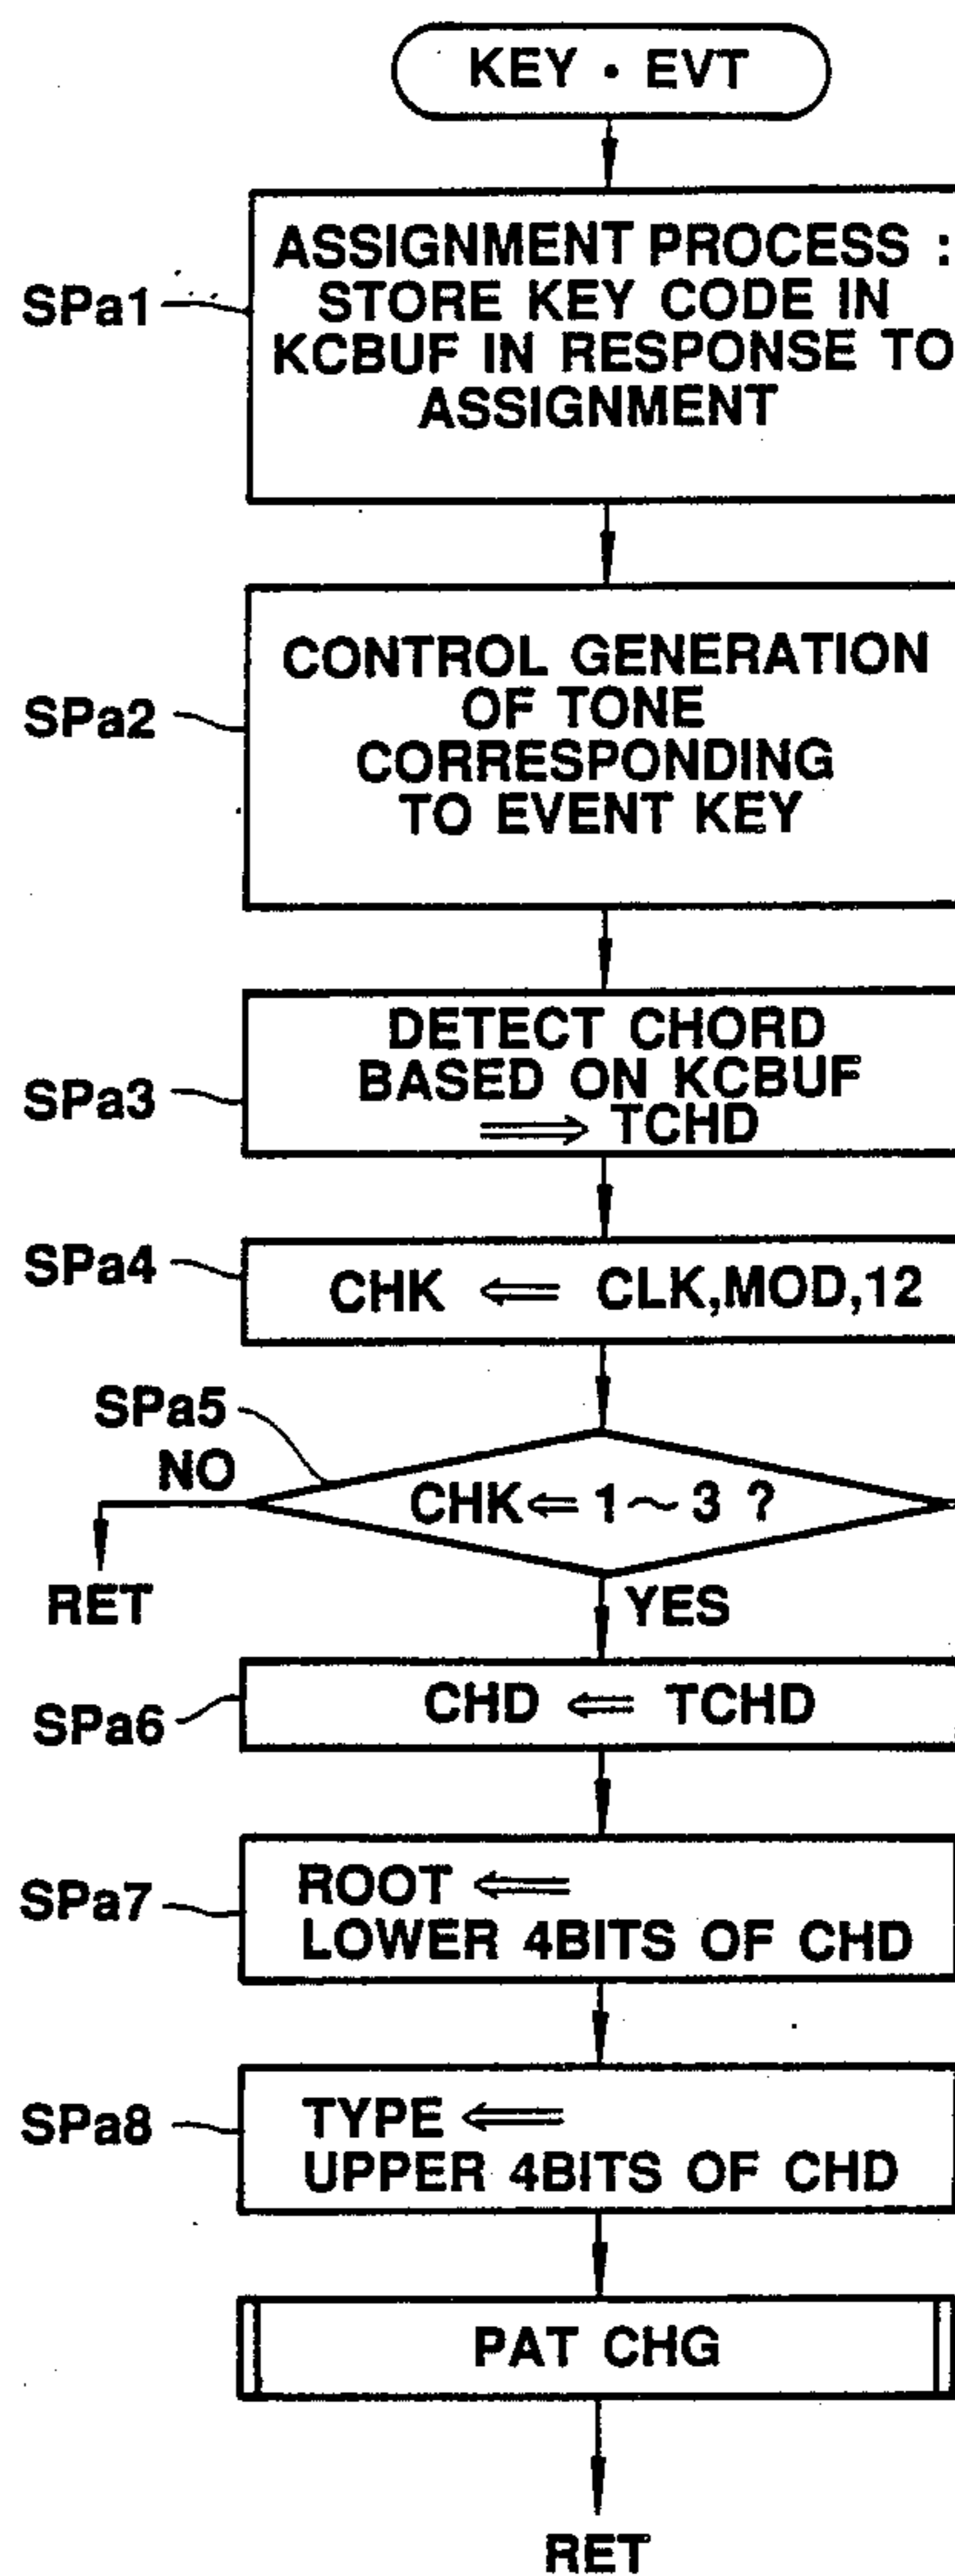 KEY • EVT
SPa1
ASSIGNMENT PROCESS :
STORE KEY CODE IN
KCBUF IN RESPONSE TO
ASSIGNMENT
SPa2
CONTROL GENERATION
OF TONE
CORRESPONDING
TO EVENT KEY
SPa3
DETECT CHORD
BASED ON KCBUF
⟹ TCHD
SPa4
CHK ⟸ CLK,MOD,12
SPa5
NO
CHK⟸ 1～3 ?
RET
YES
SPa6
CHD ⟸ TCHD
SPa7
ROOT ⟸
LOWER 4BITS OF CHD
SPa8
TYPE ⟸
UPPER 4BITS OF CHD
PAT CHG
RET